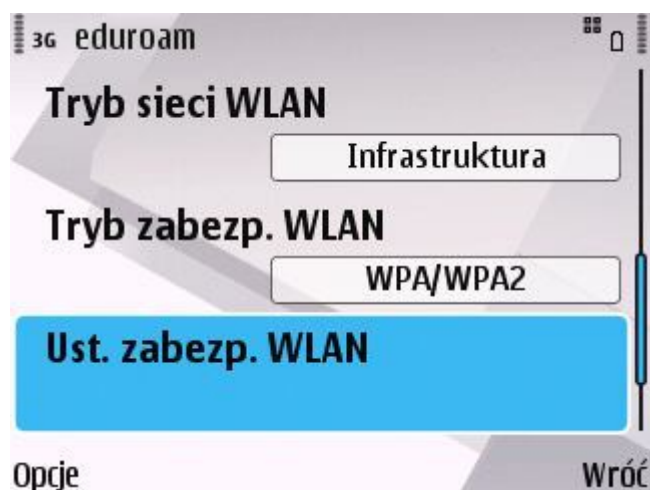 3G eduroam
Tryb sieci WLAN
Infrastruktura
Tryb zabezp. WLAN
WPA/WPA2
Ust. zabezp. WLAN
Opcje Wróć